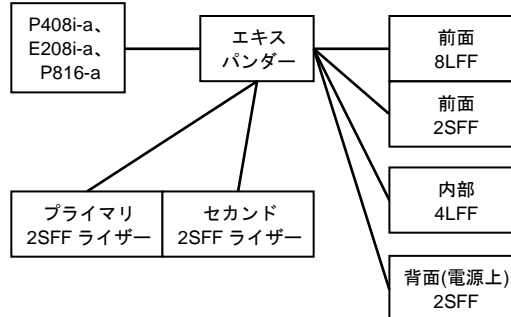 P408i-a、
E208i-a、
P816-a
エキス
パンダー
前面
8LFF
前面
2SFF
内部
4LFF
プライマリ
2SFF ライザー
セカンド
2SFF ライザー
背面(電源上)
2SFF